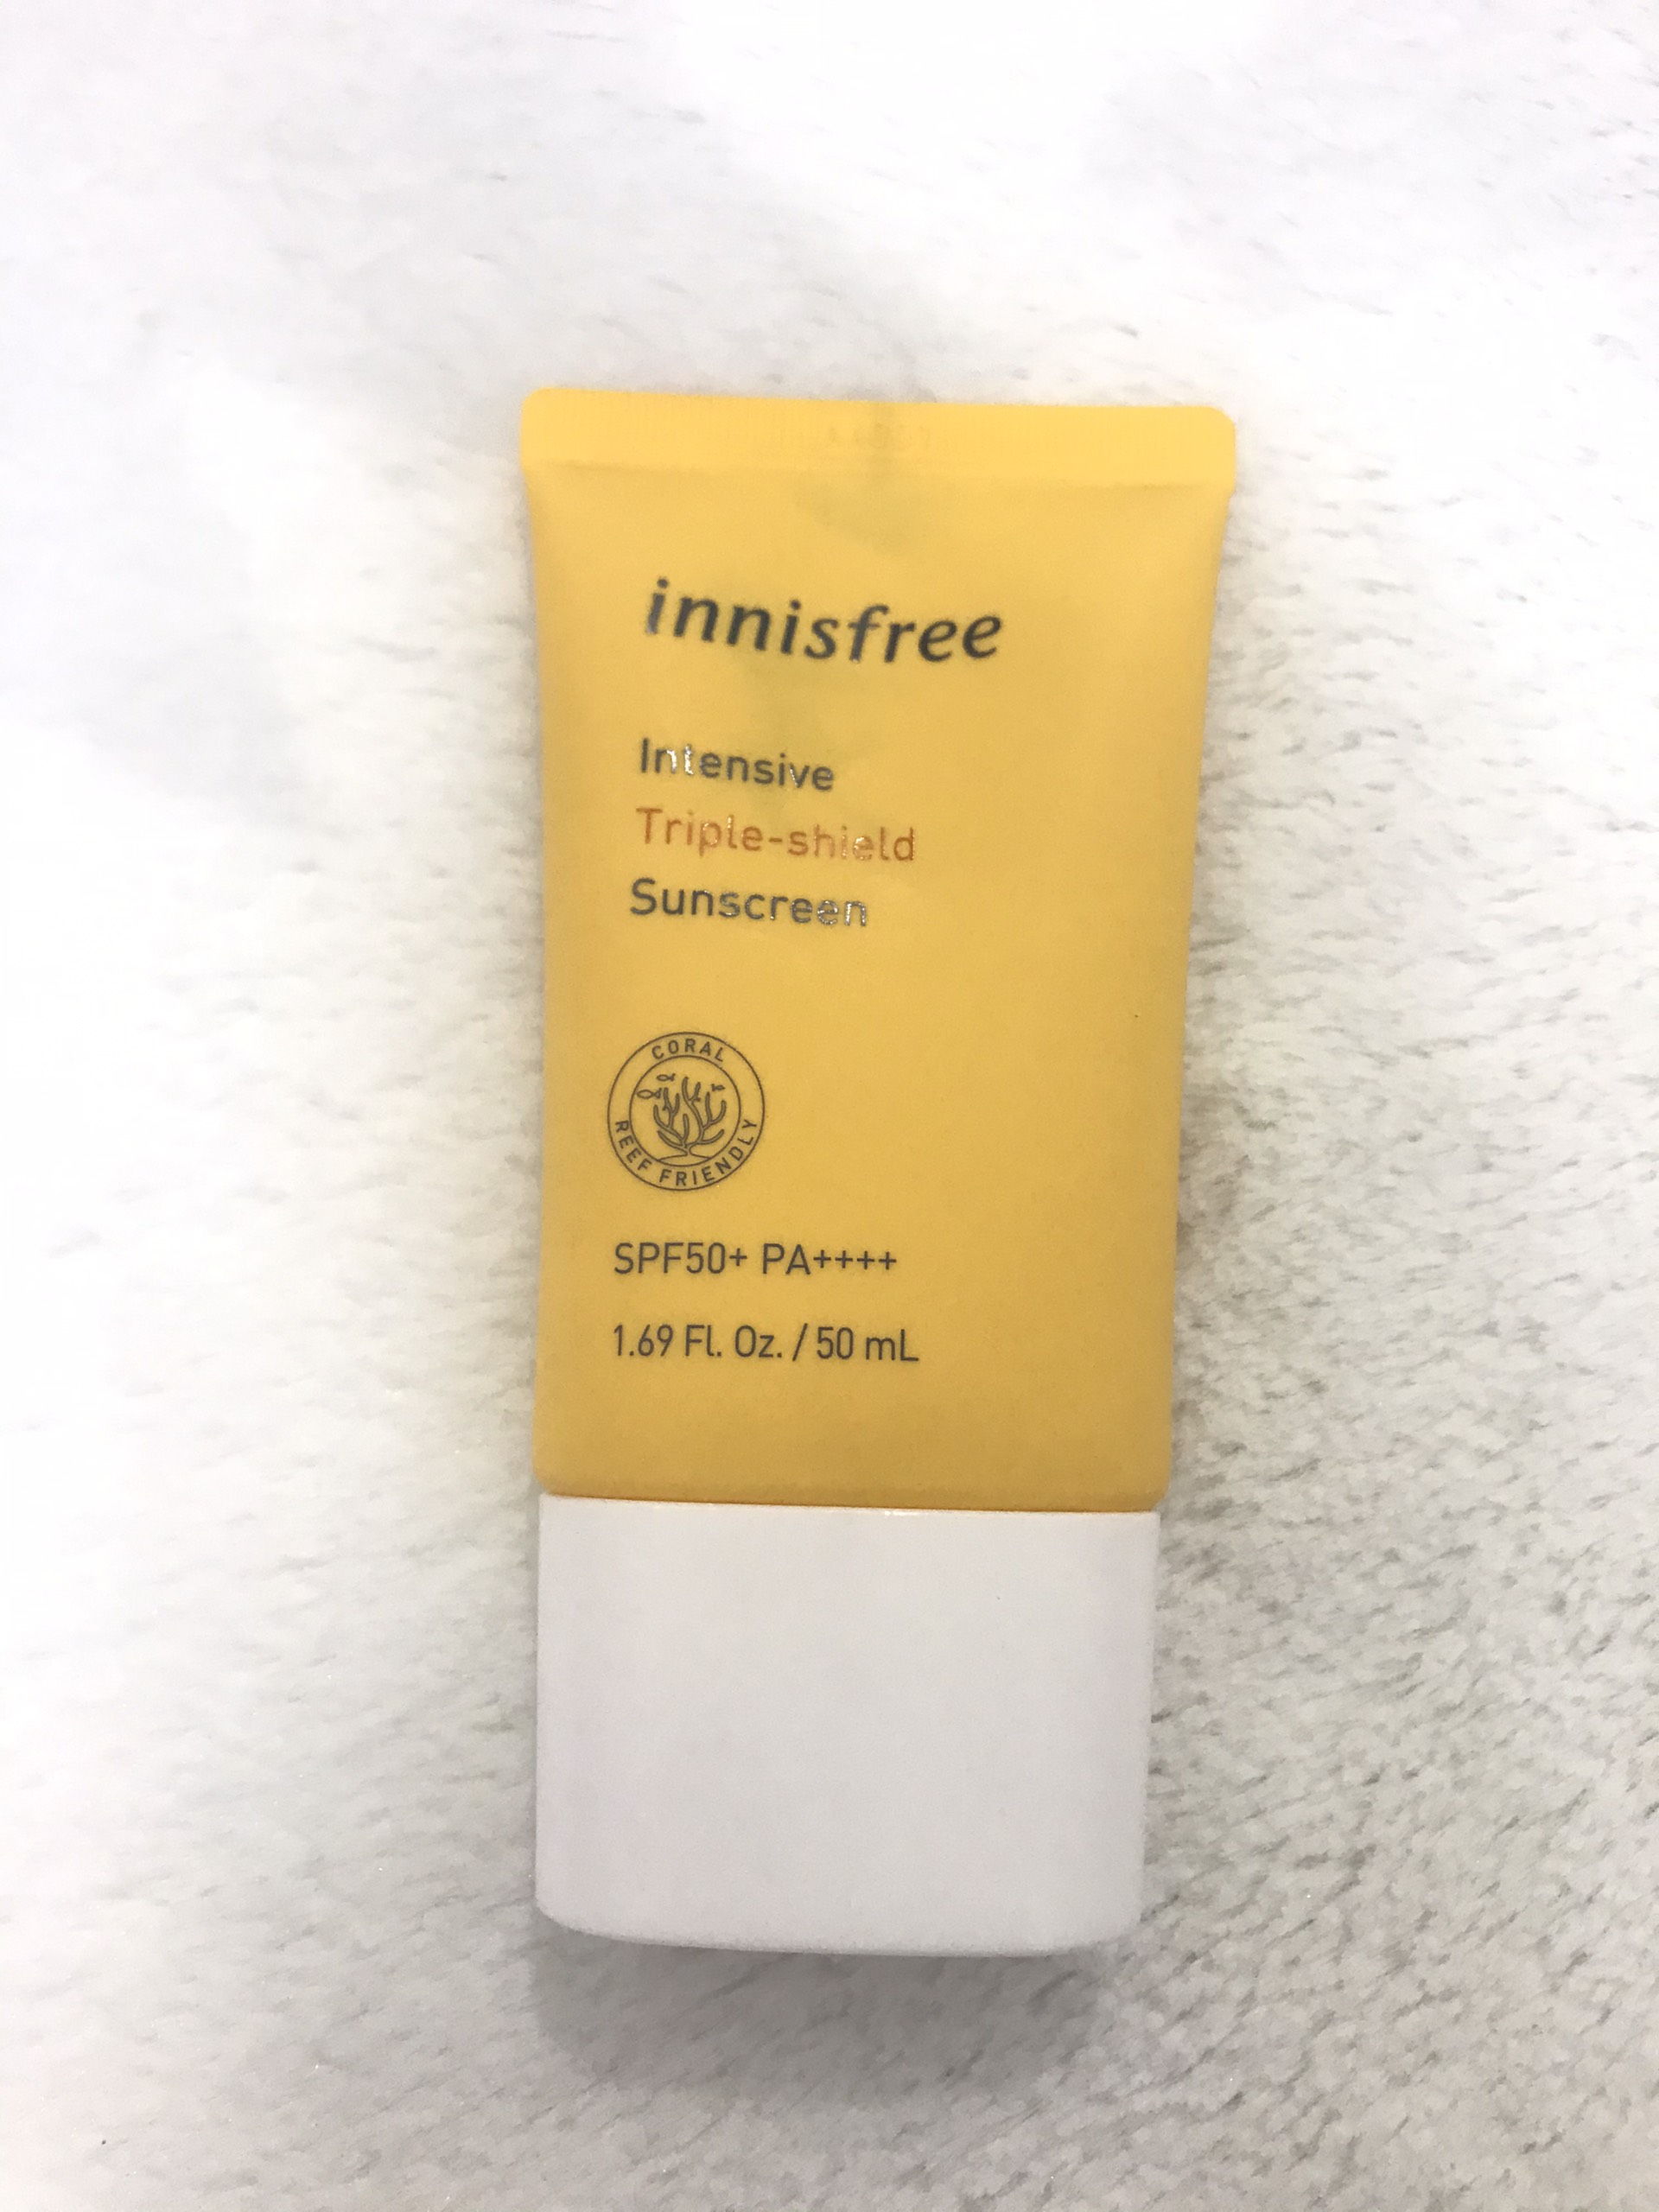 innisfree
Intensive
Triple-shield
Sunscreen
CORAL
REEF FRIENDLY
SPF50+ PA++++
1.69 Fl. Oz. / 50 mL